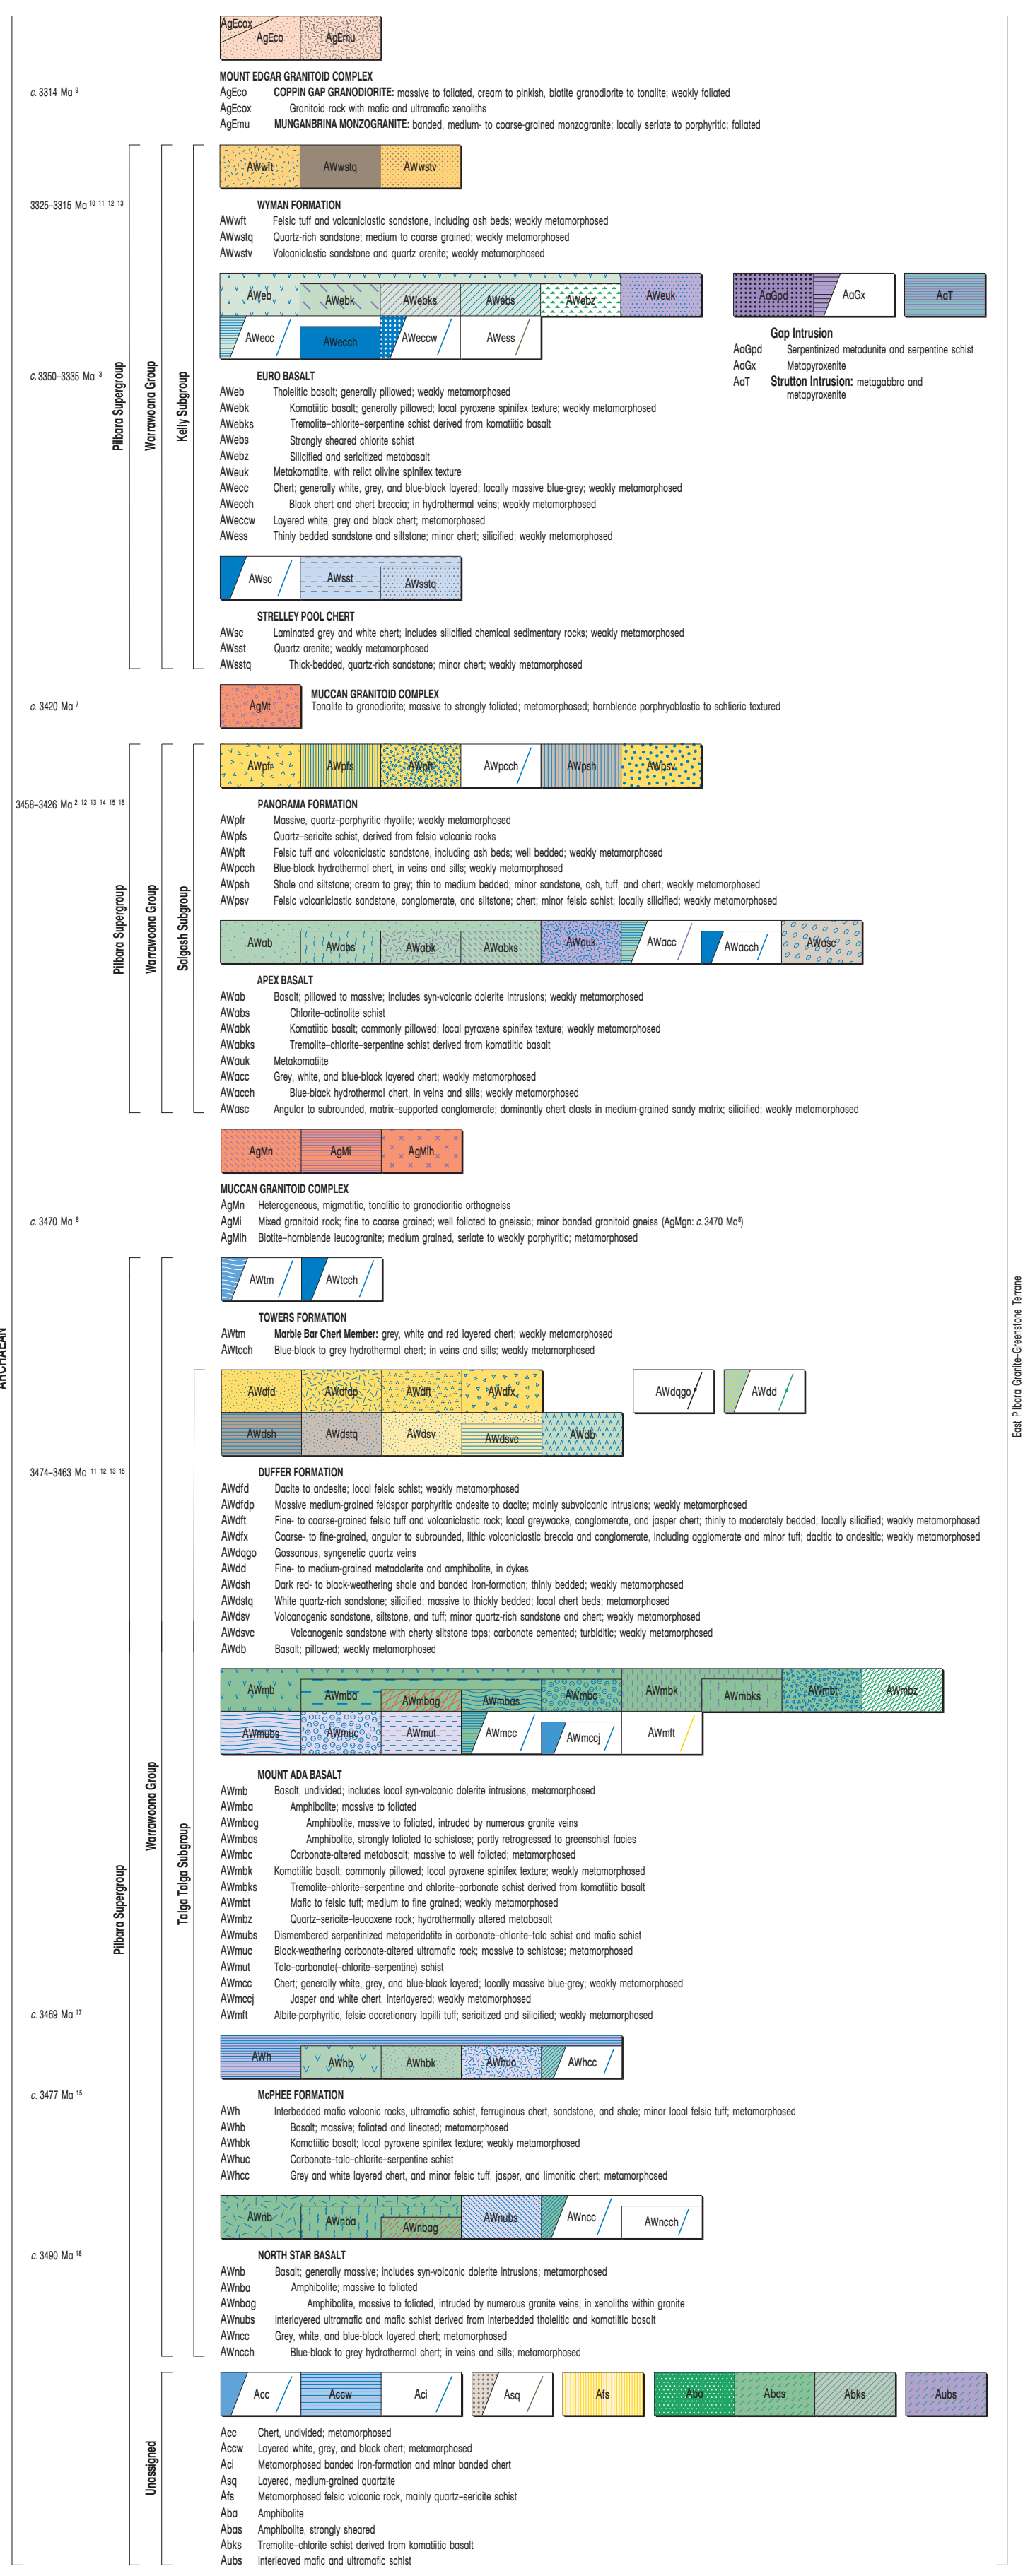 AgEcox
AgEco
AgEmu
MOUNT EDGAR GRANITOID COMPLEX
c. 3314 Ma 9
AgEco COPPIN GAP GRANODIORITE: massive to foliated, cream to pinkish, biotite granodiorite to tonalite; weakly foliated
AgEcox Granitoid rock with mafic and ultramafic xenoliths
AgEmu MUNGANBRINA MONZOGRANITE: banded, medium- to coarse-grained monzogranite; locally seriate to porphyritic; foliated
AWwft AWwstq AWwstv
3325–3315 Ma 10 11 12 13
WYMAN FORMATION
AWwft Felsic tuff and volcaniclastic sandstone, including ash beds; weakly metamorphosed
AWwstq Quartz-rich sandstone; medium to coarse grained; weakly metamorphosed
AWwstv Volcaniclastic sandstone and quartz arenite; weakly metamorphosed
AWeb AWebk AWebks AWebs AWebz AWeuk
AaGpd AaGx AaT
AWecc AWecch AWeccw AWess
Gap Intrusion
AaGpd Serpentinized metadunite and serpentine schist
AaGx Metapyroxenite
AaT Strutton Intrusion: metagabbro and
metapyroxenite
c. 3350–3335 Ma 3
EURO BASALT
AWeb Tholeiitic basalt; generally pillowed; weakly metamorphosed
AWebk Komatiitic basalt; generally pillowed; local pyroxene spinifex texture; weakly metamorphosed
AWebks Tremolite–chlorite–serpentine schist derived from komatiitic basalt
AWebs Strongly sheared chlorite schist
AWebz Silicified and sericitized metabasalt
AWeuk Metakomatiite, with relict olivine spinifex texture
AWecc Chert; generally white, grey, and blue-black layered; locally massive blue-grey; weakly metamorphosed
AWecch Black chert and chert breccia; in hydrothermal veins; weakly metamorphosed
AWeccw Layered white, grey and black chert; metamorphosed
AWess Thinly bedded sandstone and siltstone; minor chert; silicified; weakly metamorphosed
Pilbara Supergroup
Warrawoona Group
Kelly Subgroup
AWsc AWsst AWsstq
STRELLEY POOL CHERT
AWsc Laminated grey and white chert; includes silicified chemical sedimentary rocks; weakly metamorphosed
AWsst Quartz arenite; weakly metamorphosed
AWsstq Thick-bedded, quartz-rich sandstone; minor chert; weakly metamorphosed
AgMt
c. 3420 Ma 7
MUCCAN GRANITOID COMPLEX
Tonalite to granodiorite; massive to strongly foliated; metamorphosed; hornblende porphyroblastic to schlieric textured
AWpfr AWpfs AWpft AWpcch AWpsh AWpsv
3458–3426 Ma 2 12 13 14 15 16
PANORAMA FORMATION
AWpfr Massive, quartz–porphyritic rhyolite; weakly metamorphosed
AWpfs Quartz–sericite schist, derived from felsic volcanic rocks
AWpft Felsic tuff and volcaniclastic sandstone, including ash beds; well bedded; weakly metamorphosed
AWpcch Blue-black hydrothermal chert, in veins and sills; weakly metamorphosed
AWpsh Shale and siltstone; cream to grey; thin to medium bedded; minor sandstone, ash, tuff, and chert; weakly metamorphosed
AWpsv Felsic volcaniclastic sandstone, conglomerate, and siltstone; chert; minor felsic schist; locally silicified; weakly metamorphosed
Pilbara Supergroup
Warrawoona Group
Salgash Subgroup
AWab AWabs AWabk AWabks AWauk AWacc AWacch AWasc
APEX BASALT
AWab Basalt; pillowed to massive; includes syn-volcanic dolerite intrusions; weakly metamorphosed
AWabs Chlorite–actinolite schist
AWabk Komatiitic basalt; commonly pillowed; local pyroxene spinifex texture; weakly metamorphosed
AWabks Tremolite–chlorite–serpentine schist derived from komatiitic basalt
AWauk Metakomatiite
AWacc Grey, white, and blue-black layered chert; weakly metamorphosed
AWacch Blue-black hydrothermal chert, in veins and sills; weakly metamorphosed
AWasc Angular to subrounded, matrix–supported conglomerate; dominantly chert clasts in medium-grained sandy matrix; silicified; weakly metamorphosed
AgMn AgMi AgMlh
MUCCAN GRANITOID COMPLEX
AgMn Heterogeneous, migmatitic, tonalitic to granodioritic orthogneiss
c. 3470 Ma 8
AgMi Mixed granitoid rock; fine to coarse grained; well foliated to gneissic; minor banded granitoid gneiss (AgMgn: c. 3470 Ma8)
AgMlh Biotite–hornblende leucogranite; medium grained, seriate to weakly porphyritic; metamorphosed
AWtm AWtcch
TOWERS FORMATION
AWtm Marble Bar Chert Member: grey, white and red layered chert; weakly metamorphosed
AWtcch Blue-black to grey hydrothermal chert; in veins and sills; weakly metamorphosed
ARCHAEAN
East Pilbara Granite–Greenstone Terrane
AWdfd AWdfdp AWdft AWdfx AWdqgo AWdd
AWdsh AWdstq AWdsv AWdsvc AWdb
3474–3463 Ma 11 12 13 15
DUFFER FORMATION
AWdfd Dacite to andesite; local felsic schist; weakly metamorphosed
AWdfdp Massive medium-grained feldspar porphyritic andesite to dacite; mainly subvolcanic intrusions; weakly metamorphosed
AWdft Fine- to coarse-grained felsic tuff and volcaniclastic rock; local greywacke, conglomerate, and jasper chert; thinly to moderately bedded; locally silicified; weakly metamorphosed
AWdfx Coarse- to fine-grained, angular to subrounded, lithic volcaniclastic breccia and conglomerate, including agglomerate and minor tuff; dacitic to andesitic; weakly metamorphosed
AWdqgo Gossanous, syngenetic quartz veins
AWdd Fine- to medium-grained metadolerite and amphibolite, in dykes
AWdsh Dark red- to black-weathering shale and banded iron-formation; thinly bedded; weakly metamorphosed
AWdstq White quartz-rich sandstone; silicified; massive to thickly bedded; local chert beds; metamorphosed
AWdsv Volcanogenic sandstone, siltstone, and tuff; minor quartz-rich sandstone and chert; weakly metamorphosed
AWdsvc Volcanogenic sandstone with cherty siltstone tops; carbonate cemented; turbiditic; weakly metamorphosed
AWdb Basalt; pillowed; weakly metamorphosed
AWmb AWmba AWmbag AWmbas AWmbc AWmbk AWmbks AWmbt AWmbz
AWmubs AWmuc AWmut AWmcc AWmccj AWmft
MOUNT ADA BASALT
AWmb Basalt, undivided; includes local syn-volcanic dolerite intrusions, metamorphosed
AWmba Amphibolite; massive to foliated
AWmbag Amphibolite, massive to foliated, intruded by numerous granite veins
AWmbas Amphibolite, strongly foliated to schistose; partly retrogressed to greenschist facies
AWmbc Carbonate-altered metabasalt; massive to well foliated; metamorphosed
AWmbk Komatiitic basalt; commonly pillowed; local pyroxene spinifex texture; weakly metamorphosed
AWmbks Tremolite–chlorite–serpentine and chlorite–carbonate schist derived from komatiitic basalt
AWmbt Mafic to felsic tuff; medium to fine grained; weakly metamorphosed
AWmbz Quartz–sericite–leucoxene rock; hydrothermally altered metabasalt
AWmubs Dismembered serpentinized metaperidotite in carbonate–chlorite–talc schist and mafic schist
AWmuc Black-weathering carbonate-altered ultramafic rock; massive to schistose; metamorphosed
AWmut Talc–carbonate(–chlorite–serpentine) schist
AWmcc Chert; generally white, grey, and blue-black layered; locally massive blue-grey; weakly metamorphosed
AWmccj Jasper and white chert, interlayered; weakly metamorphosed
c. 3469 Ma 17
AWmft Albite-porphyritic, felsic accretionary lapilli tuff; sericitized and silicified; weakly metamorphosed
Pilbara Supergroup
Warrawoona Group
Talga Talga Subgroup
AWh AWhb AWhbk AWhuc AWhcc
c. 3477 Ma 15
McPHEE FORMATION
AWh Interbedded mafic volcanic rocks, ultramafic schist, ferruginous chert, sandstone, and shale; minor local felsic tuff; metamorphosed
AWhb Basalt; massive; foliated and lineated; metamorphosed
AWhbk Komatiitic basalt; local pyroxene spinifex texture; weakly metamorphosed
AWhuc Carbonate–talc–chlorite–serpentine schist
AWhcc Grey and white layered chert, and minor felsic tuff, jasper, and limonitic chert; metamorphosed
AWnb AWnba AWnbag AWnubs AWncc AWncch
c. 3490 Ma 18
NORTH STAR BASALT
AWnb Basalt; generally massive; includes syn-volcanic dolerite intrusions; metamorphosed
AWnba Amphibolite; massive to foliated
AWnbag Amphibolite, massive to foliated, intruded by numerous granite veins; in xenoliths within granite
AWnubs Interlayered ultramafic and mafic schist derived from interbedded tholeiitic and komatiitic basalt
AWncc Grey, white, and blue-black layered chert; metamorphosed
AWncch Blue-black to grey hydrothermal chert; in veins and sills; metamorphosed
Acc Accw Aci Asq Afs Aba Abas Abks Aubs
Unassigned
Acc Chert, undivided; metamorphosed
Accw Layered white, grey, and black chert; metamorphosed
Aci Metamorphosed banded iron-formation and minor banded chert
Asq Layered, medium-grained quartzite
Afs Metamorphosed felsic volcanic rock, mainly quartz–sericite schist
Aba Amphibolite
Abas Amphibolite, strongly sheared
Abks Tremolite–chlorite schist derived from komatiitic basalt
Aubs Interleaved mafic and ultramafic schist